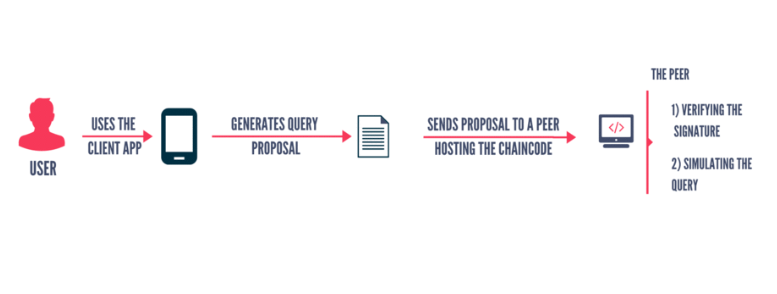 USER
USES THE
CLIENT APP
GENERATES QUERY
PROPOSAL
SENDS PROPOSAL TO A PEER
HOSTING THE CHAINCODE
</>
THE PEER
1) VERIFYING THE
SIGNATURE
2) SIMULATING THE
QUERY